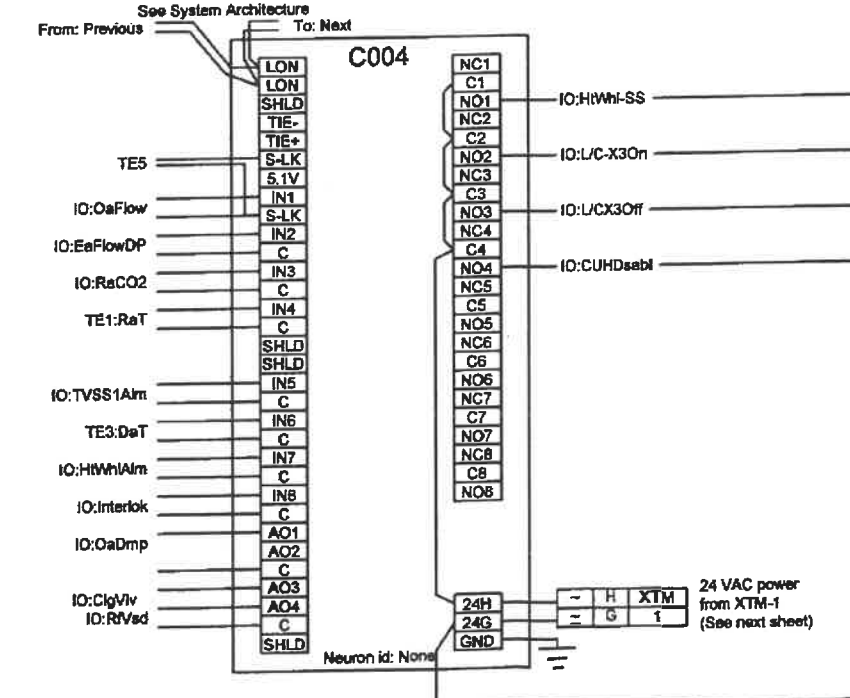 See System Architecture
From: Previous
To: Next
C004
LON
LON
SHLD
TIE-
TIE+
TE5
S-LK
5.1V
IO:OaFlow
IN1
S-LK
IO:EaFlowDP
IN2
C
IO:RaCO2
IN3
C
TE1:RaT
IN4
C
SHLD
SHLD
IO:TVSS1Alm
IN5
C
TE3:DaT
IN6
C
IO:HtWhlAlm
IN7
C
IO:Interlok
IN8
C
IO:OaDmp
AO1
AO2
C
IO:ClgVlv
AO3
IO:RfVsd
AO4
C
SHLD
Neuron id: None
NC1
C1
NO1
IO:HtWhl-SS
NC2
C2
NO2
IO:L/C-X3On
NC3
C3
NO3
IO:L/CX3Off
NC4
C4
NO4
IO:CUHDsabl
NC5
C5
NO5
NC6
C6
NO6
NC7
C7
NO7
NC8
C8
NO8
24H
24G
GND
~ H XTM
~ G 1
24 VAC power
from XTM-1
(See next sheet)